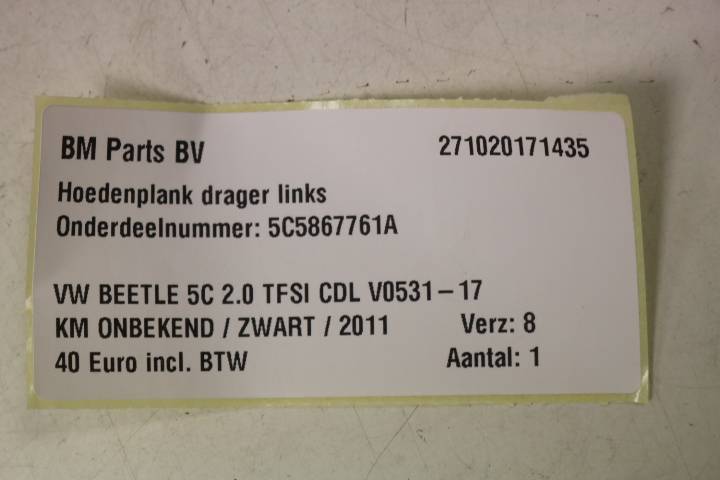 BM Parts BV 271020171435
Hoedenplank drager links
Onderdeelnummer: 5C5867761A
VW BEETLE 5C 2.0 TFSI CDL V0531-17
KM ONBEKEND / ZWART / 2011 Verz: 8
40 Euro incl. BTW Aantal: 1